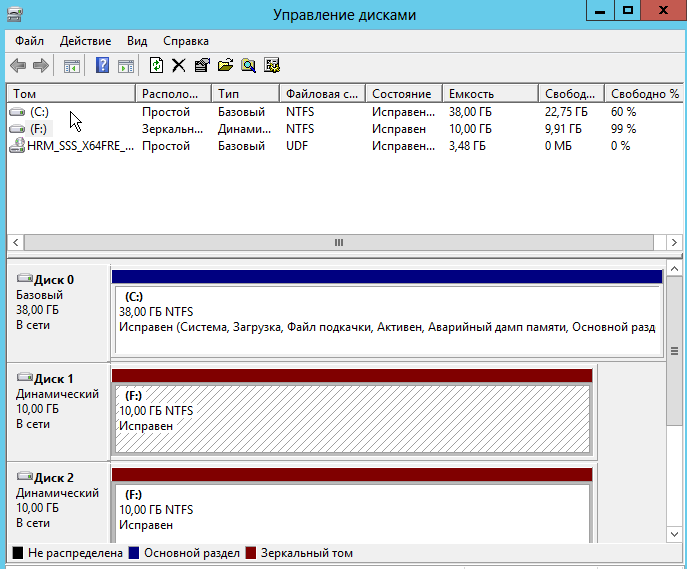 Управление дисками
Файл Действие Вид Справка
Том Располо... Тип Файловая с... Состояние Емкость Свобод... Свободно %
(C:) Простой Базовый NTFS Исправен... 38,00 ГБ 22,75 ГБ 60 %
(F:) Зеркальн... Динами... NTFS Исправен 10,00 ГБ 9,91 ГБ 99 %
HRM_SSS_X64FRE_... Простой Базовый UDF Исправен... 3,48 ГБ 0 МБ 0 %
Диск 0
Базовый
38,00 ГБ
В сети
(C:)
38,00 ГБ NTFS
Исправен (Система, Загрузка, Файл подкачки, Активен, Аварийный дамп памяти, Основной разд
Диск 1
Динамический
10,00 ГБ
В сети
(F:)
10,00 ГБ NTFS
Исправен
Диск 2
Динамический
10,00 ГБ
В сети
(F:)
10,00 ГБ NTFS
Исправен
Не распределена Основной раздел Зеркальный том